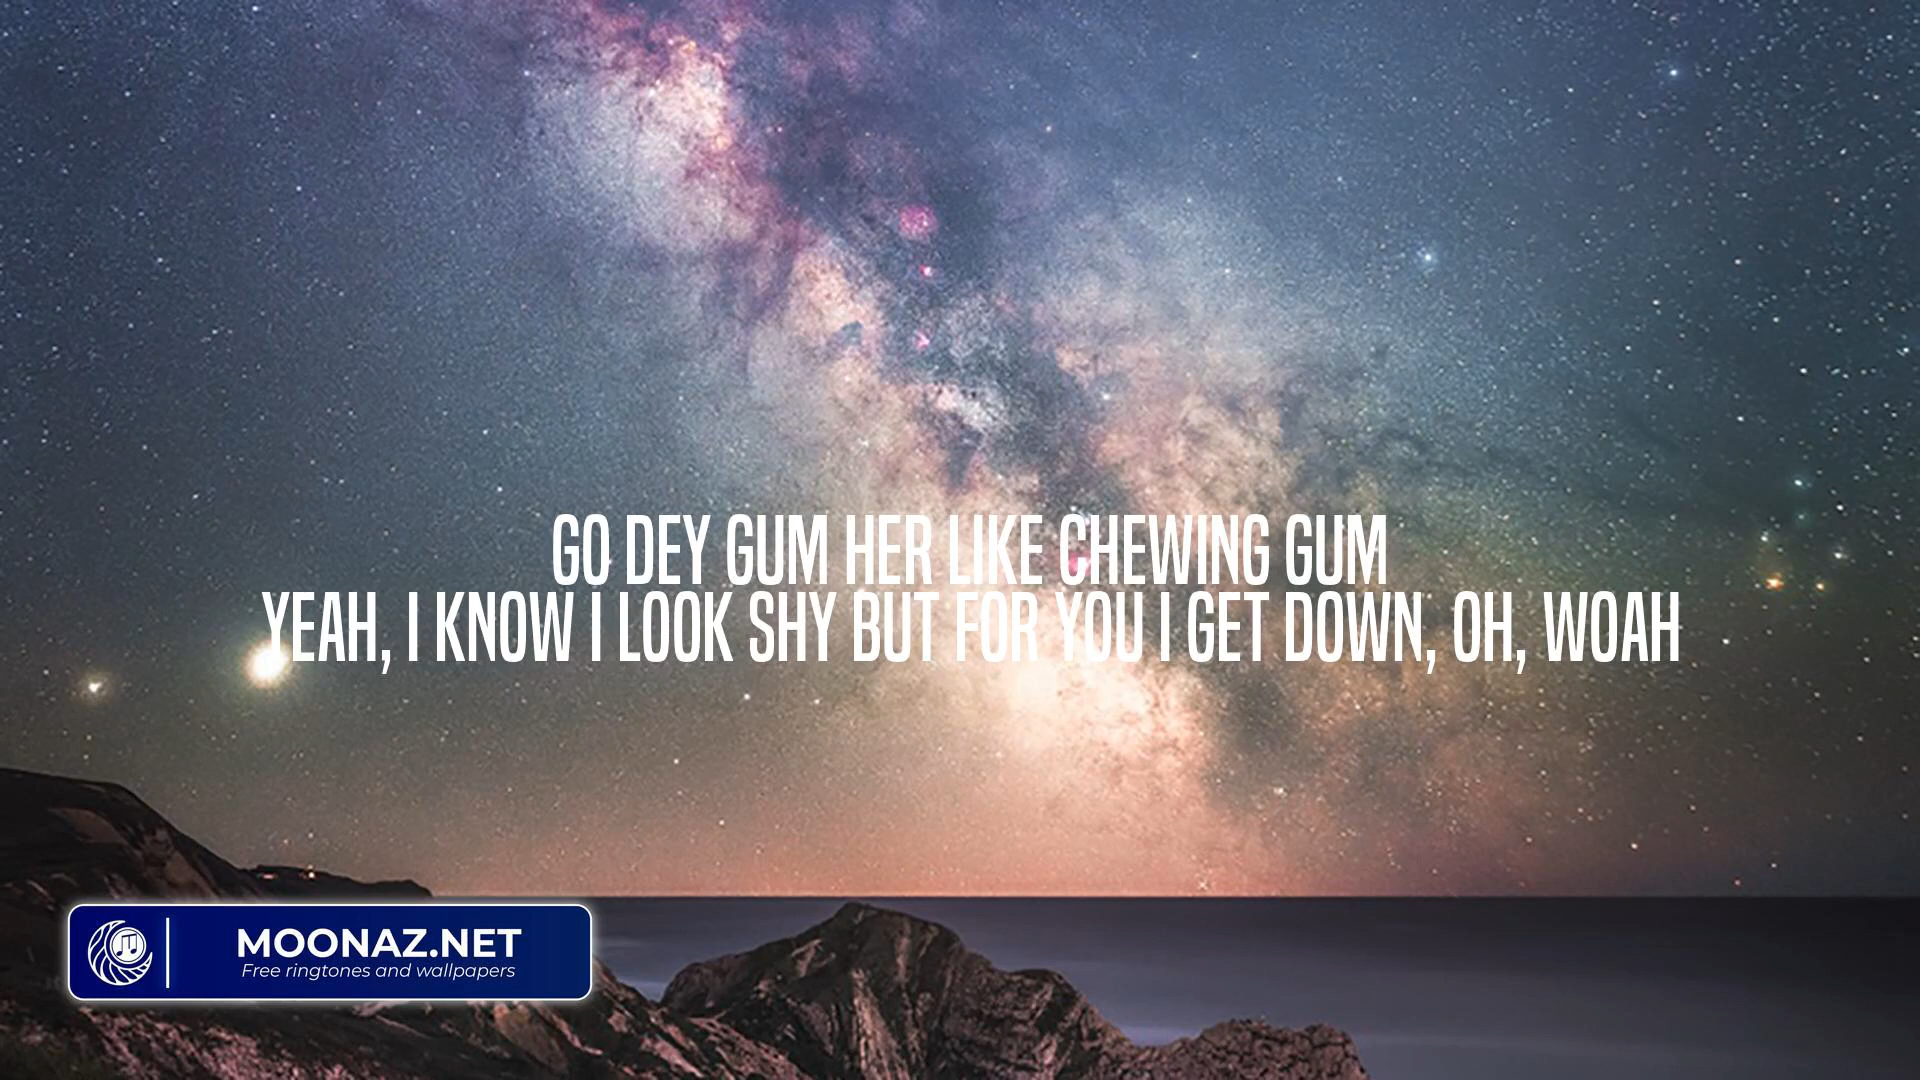 GO DEY GUM HER LIKE CHEWING GUM
YEAH, I KNOW I LOOK SHY BUT FOR YOU I GET DOWN, OH, WOAH
MOONAZ.NET
Free ringtones and wallpapers